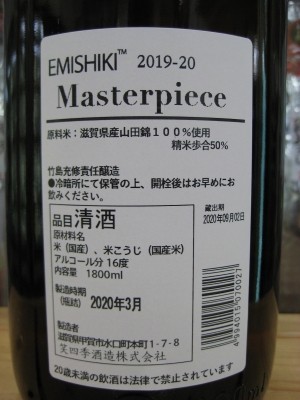 EMISHIKI™ 2019-20
Masterpiece
原料米：滋賀県産山田錦100%使用
精米歩合50%
竹島充修責任醸造
●冷暗所にて保管の上、開栓後はお早めにお
飲みください。
蔵出期
2020年09月02日
品目 清酒
原材料名
米（国産）、米こうじ（国産米）
アルコール分 16度
内容量 1800ml
製造時期
（瓶詰） 2020年3月
製造者
滋賀県甲賀市水口町本町1-7-8
笑四季酒造株式会社
4994015070027
20歳未満の飲酒は法律で禁止されています